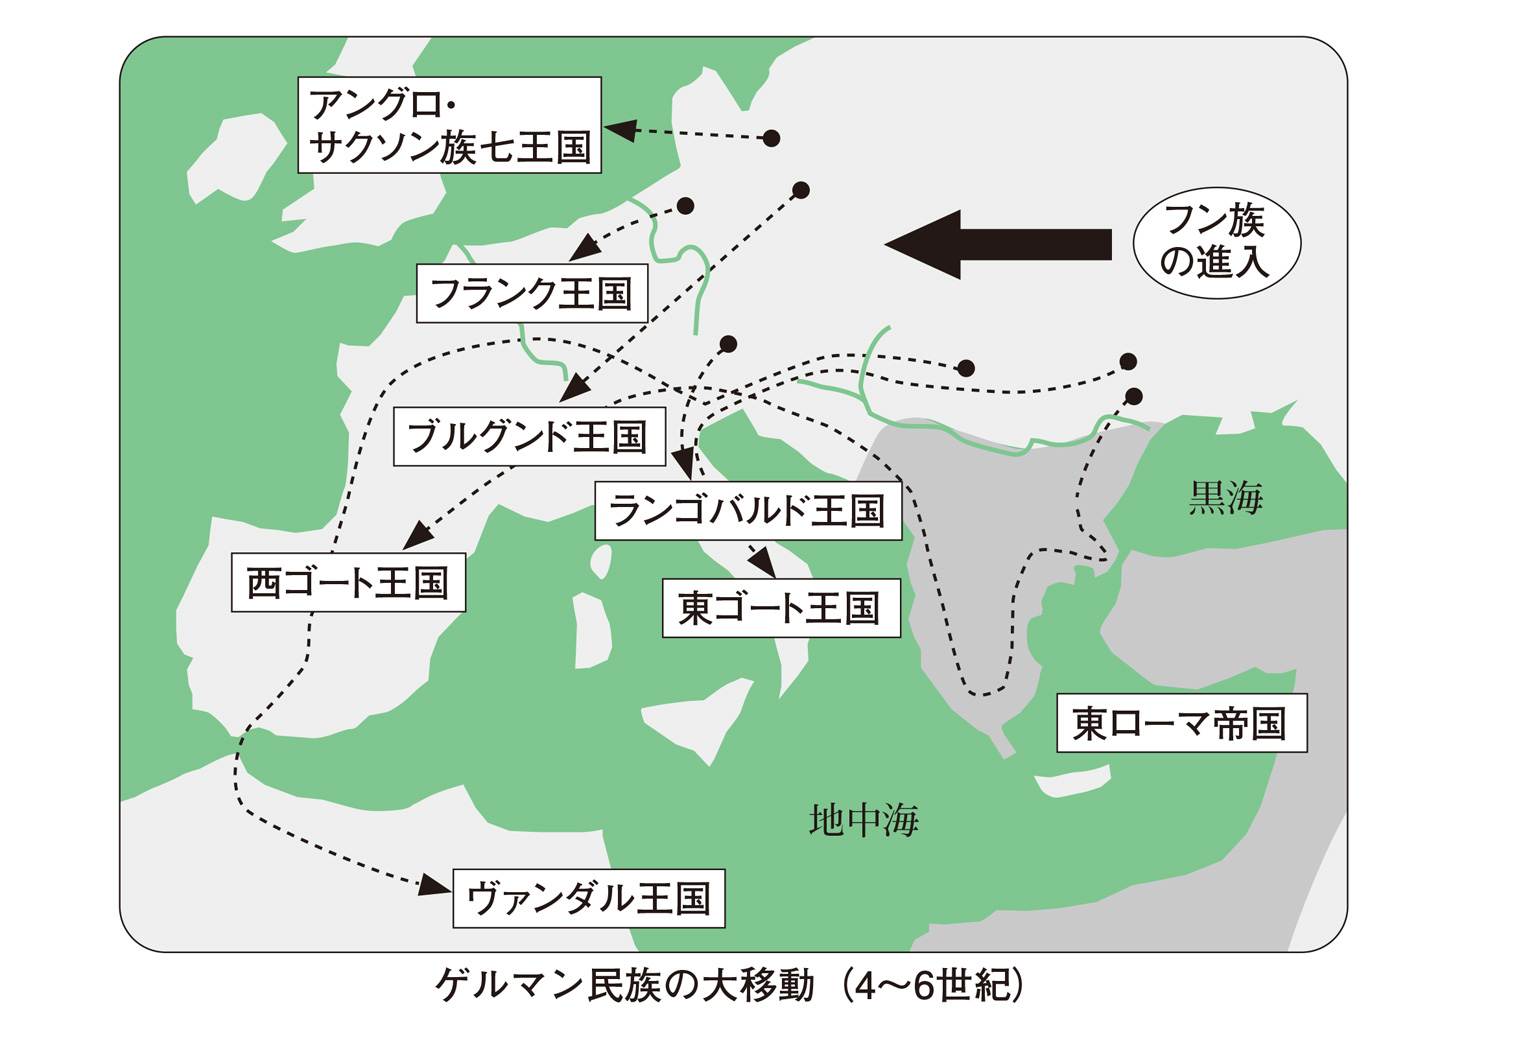 アングロ・
サクソン族七王国
フン族
の進入
フランク王国
ブルグンド王国
黒海
ランゴバルド王国
西ゴート王国
東ゴート王国
東ローマ帝国
地中海
ヴァンダル王国
ゲルマン民族の大移動（4～6世紀）